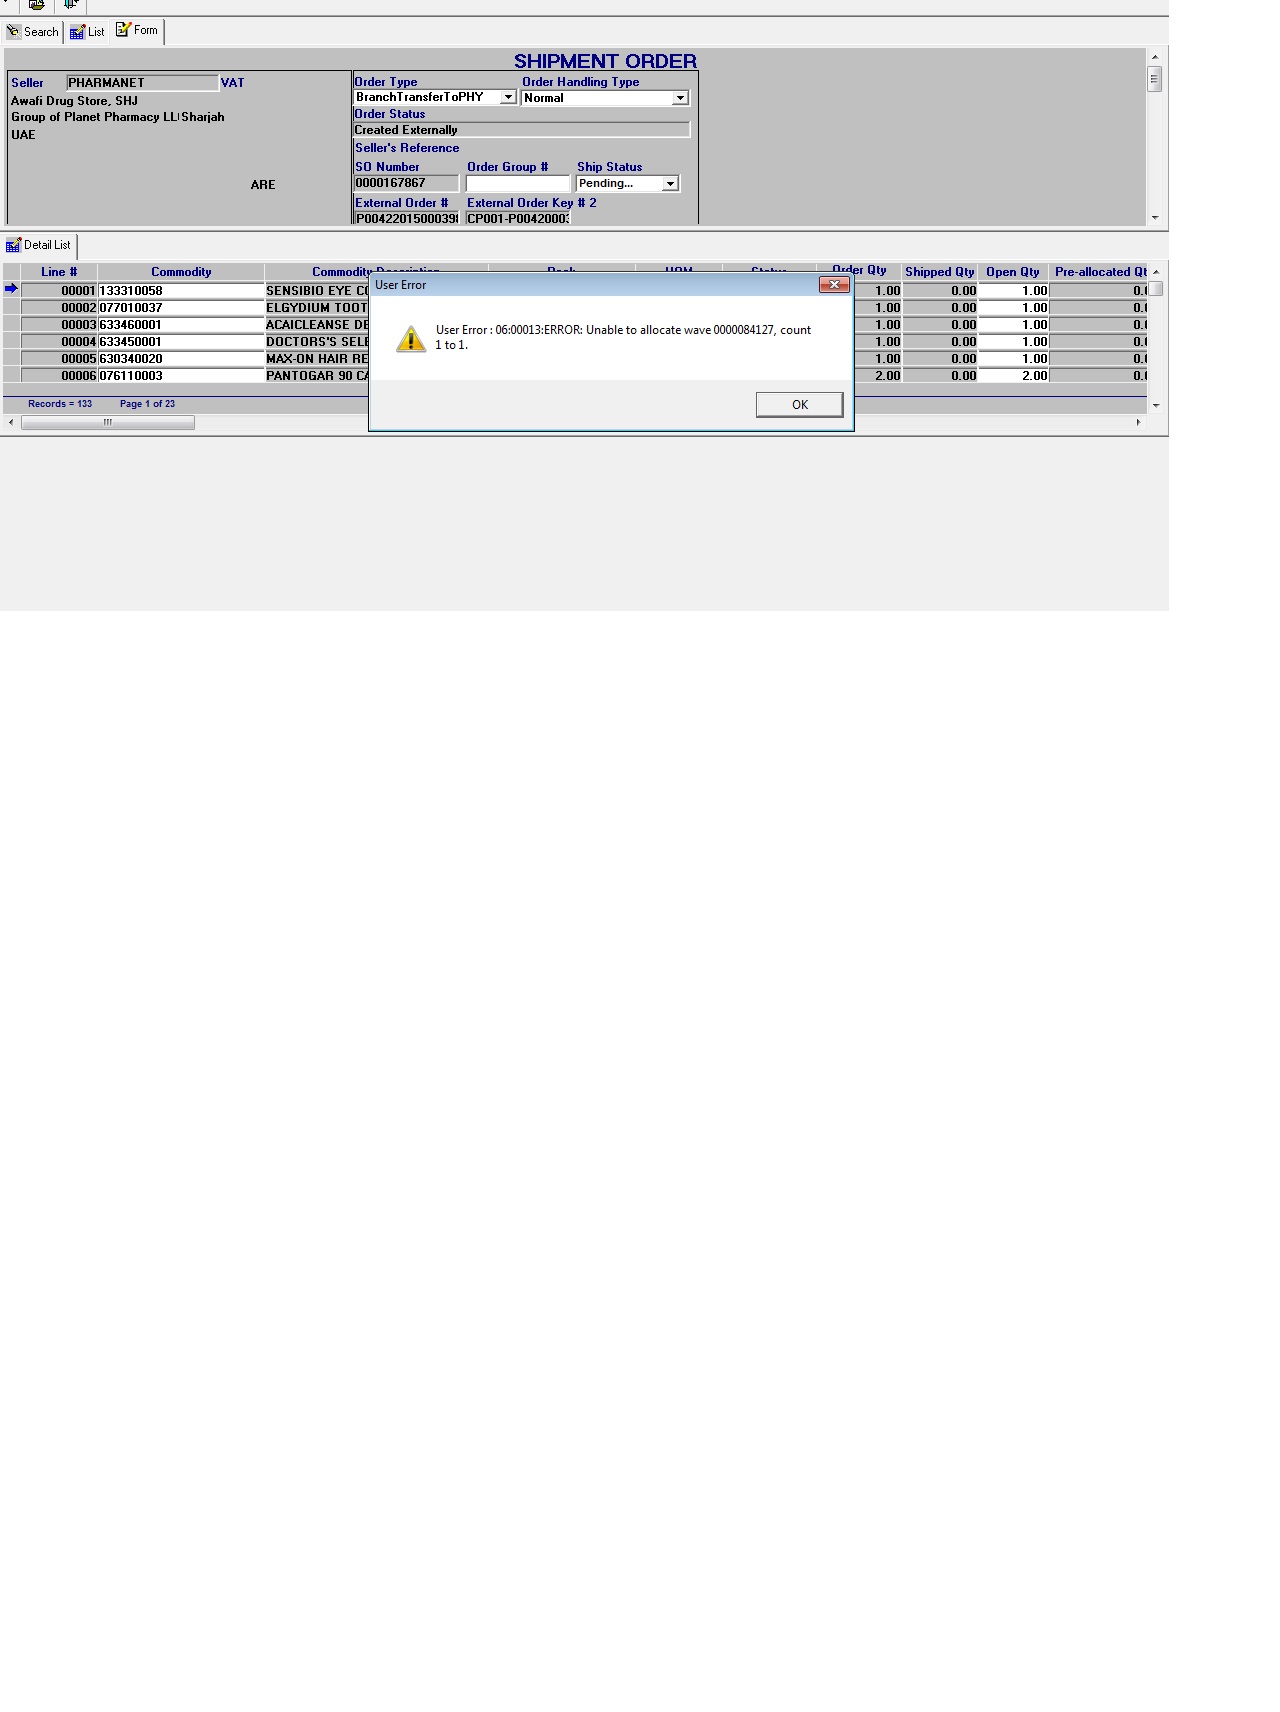 Search List Form
SHIPMENT ORDER
Seller PHARMANET VAT
Awafi Drug Store, SHJ
Group of Planet Pharmacy LL Sharjah
UAE
ARE
Order Type Order Handling Type
BranchTransferToPHY Normal
Order Status
Created Externally
Seller's Reference
SO Number Order Group # Ship Status
0000167867 Pending...
External Order # External Order Key # 2
P0042201500039 CP001-P0042000
Detail List
Line # Commodity Commodity Description Pack UOM Status Order Qty Shipped Qty Open Qty Pre-allocated Qt
00001 133310058 SENSIBIO EYE CO 1.00 0.00 1.00 0.0
00002 077010037 ELGYDIUM TOOT 1.00 0.00 1.00 0.0
00003 633460001 ACAICLEANSE DE 1.00 0.00 1.00 0.0
00004 633450001 DOCTORS'S SELE 1.00 0.00 1.00 0.0
00005 630340020 MAX-ON HAIR RE 1.00 0.00 1.00 0.0
00006 076110003 PANTOGAR 90 CA 2.00 0.00 2.00 0.0
Records = 133 Page 1 of 23
User Error
User Error : 06:00013:ERROR: Unable to allocate wave 0000084127, count
1 to 1.
OK